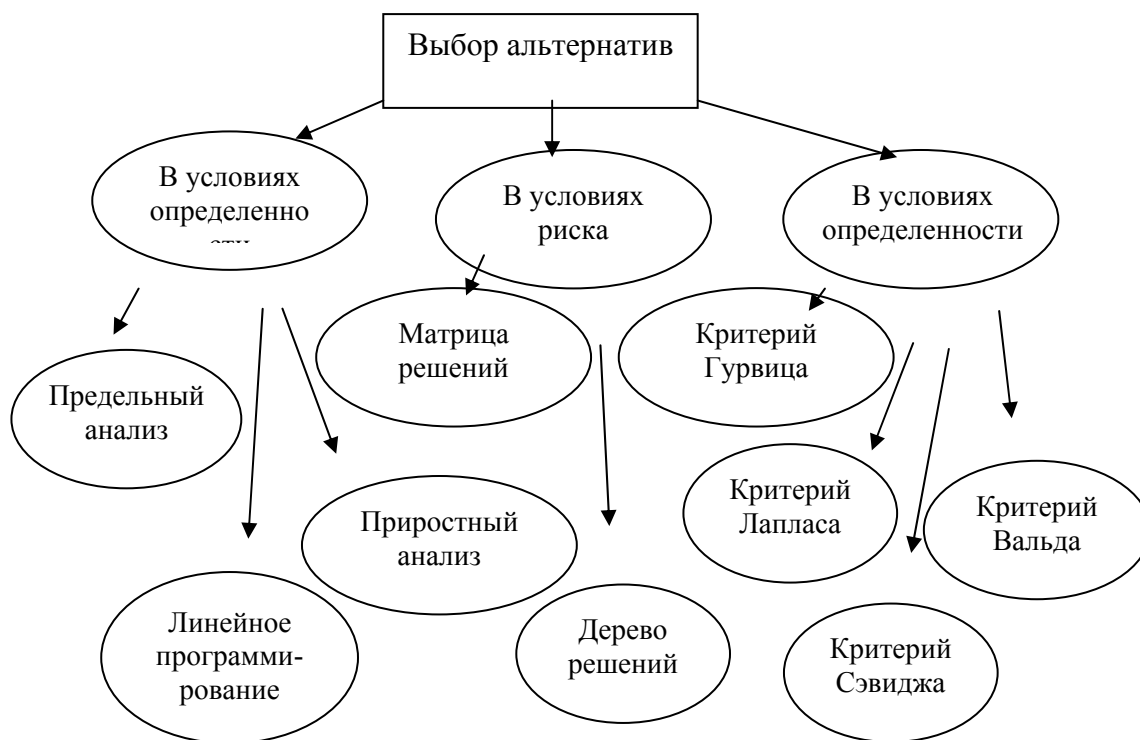 Выбор альтернатив
В условиях
определенно
сти
В условиях
риска
В условиях
определенности
Матрица
решений
Критерий
Гурвица
Предельный
анализ
Приростный
анализ
Критерий
Лапласа
Критерий
Вальда
Линейное
программи-
рование
Дерево
решений
Критерий
Сэвиджа